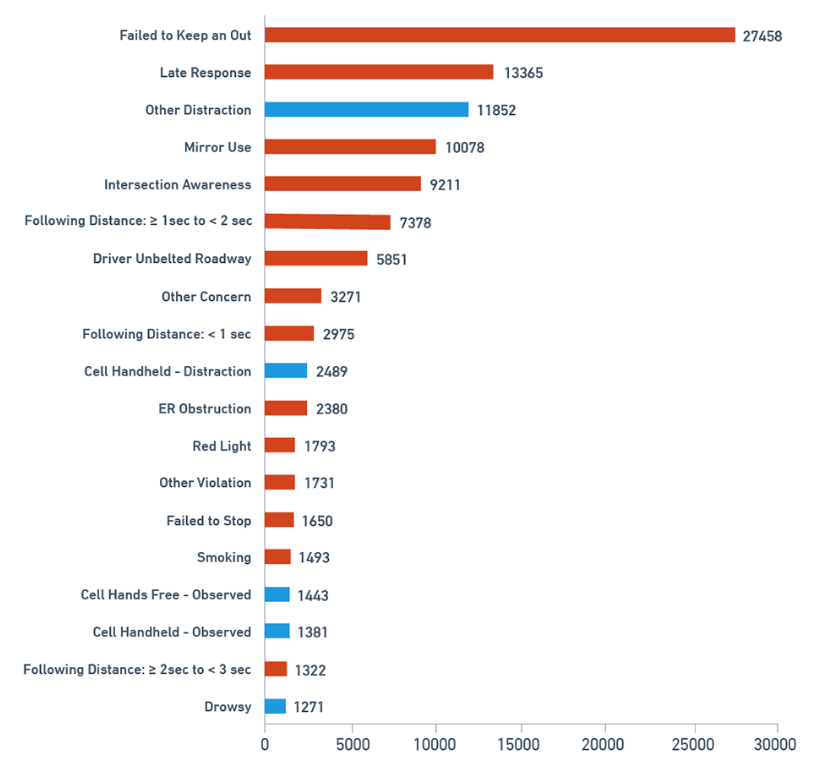 Failed to Keep an Out 27458
Late Response 13365
Other Distraction 11852
Mirror Use 10078
Intersection Awareness 9211
Following Distance: ≥ 1sec to < 2 sec 7378
Driver Unbelted Roadway 5851
Other Concern 3271
Following Distance: < 1 sec 2975
Cell Handheld - Distraction 2489
ER Obstruction 2380
Red Light 1793
Other Violation 1731
Failed to Stop 1650
Smoking 1493
Cell Hands Free - Observed 1443
Cell Handheld - Observed 1381
Following Distance: ≥ 2sec to < 3 sec 1322
Drowsy 1271
0 5000 10000 15000 20000 25000 30000